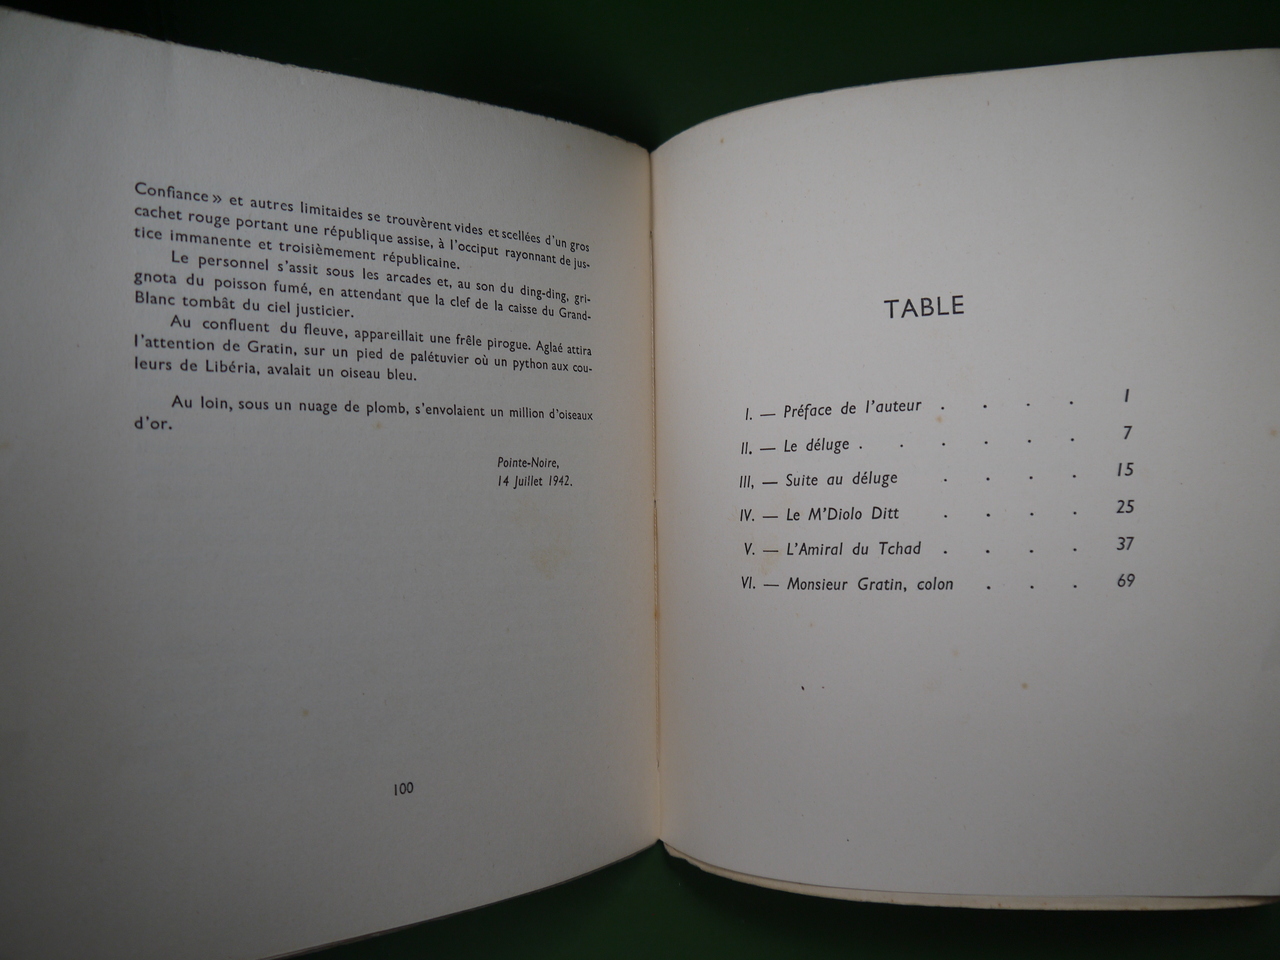 Confiance » et autres limitaides se trouvèrent vides et scellées d'un gros
cachet rouge portant une république assise, à l'occiput rayonnant de jus-
tice immanente et troisièmement républicaine.
Le personnel s'assit sous les arcades et, au son du ding-ding, gri-
gnota du poisson fumé, en attendant que la clef de la caisse du Grand-
Blanc tombât du ciel justicier.
Au confluent du fleuve, appareillait une frêle pirogue. Aglaé attira
l'attention de Gratin, sur un pied de palétuvier où un python aux cou-
leurs de Libéria, avalait un oiseau bleu.
Au loin, sous un nuage de plomb, s'envolaient un million d'oiseaux
d'or.
Pointe-Noire,
14 Juillet 1942.
100
TABLE
I. — Préface de l'auteur . . . . 1
II. — Le déluge . . . . . . 7
III, — Suite au déluge . . . . 15
IV. — Le M'Diolo Ditt . . . . 25
V. — L'Amiral du Tchad . . . . 37
VI. — Monsieur Gratin, colon . . . 69